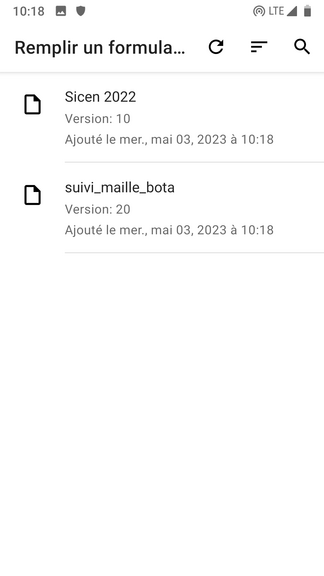 10:18 LTE
Remplir un formula...
Sicen 2022
Version: 10
Ajouté le mer., mai 03, 2023 à 10:18
suivi_maille_bota
Version: 20
Ajouté le mer., mai 03, 2023 à 10:18